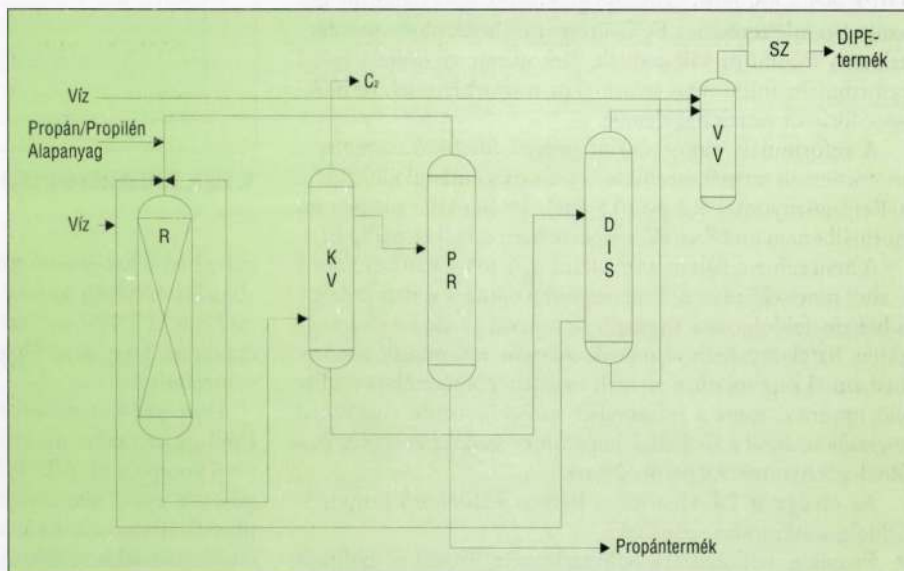 SZ
DIPE-
termék
C₂
Víz
Propán/Propilén
Alapanyag
V
V
Víz
R
K
V
P
R
D
I
S
Propántermék